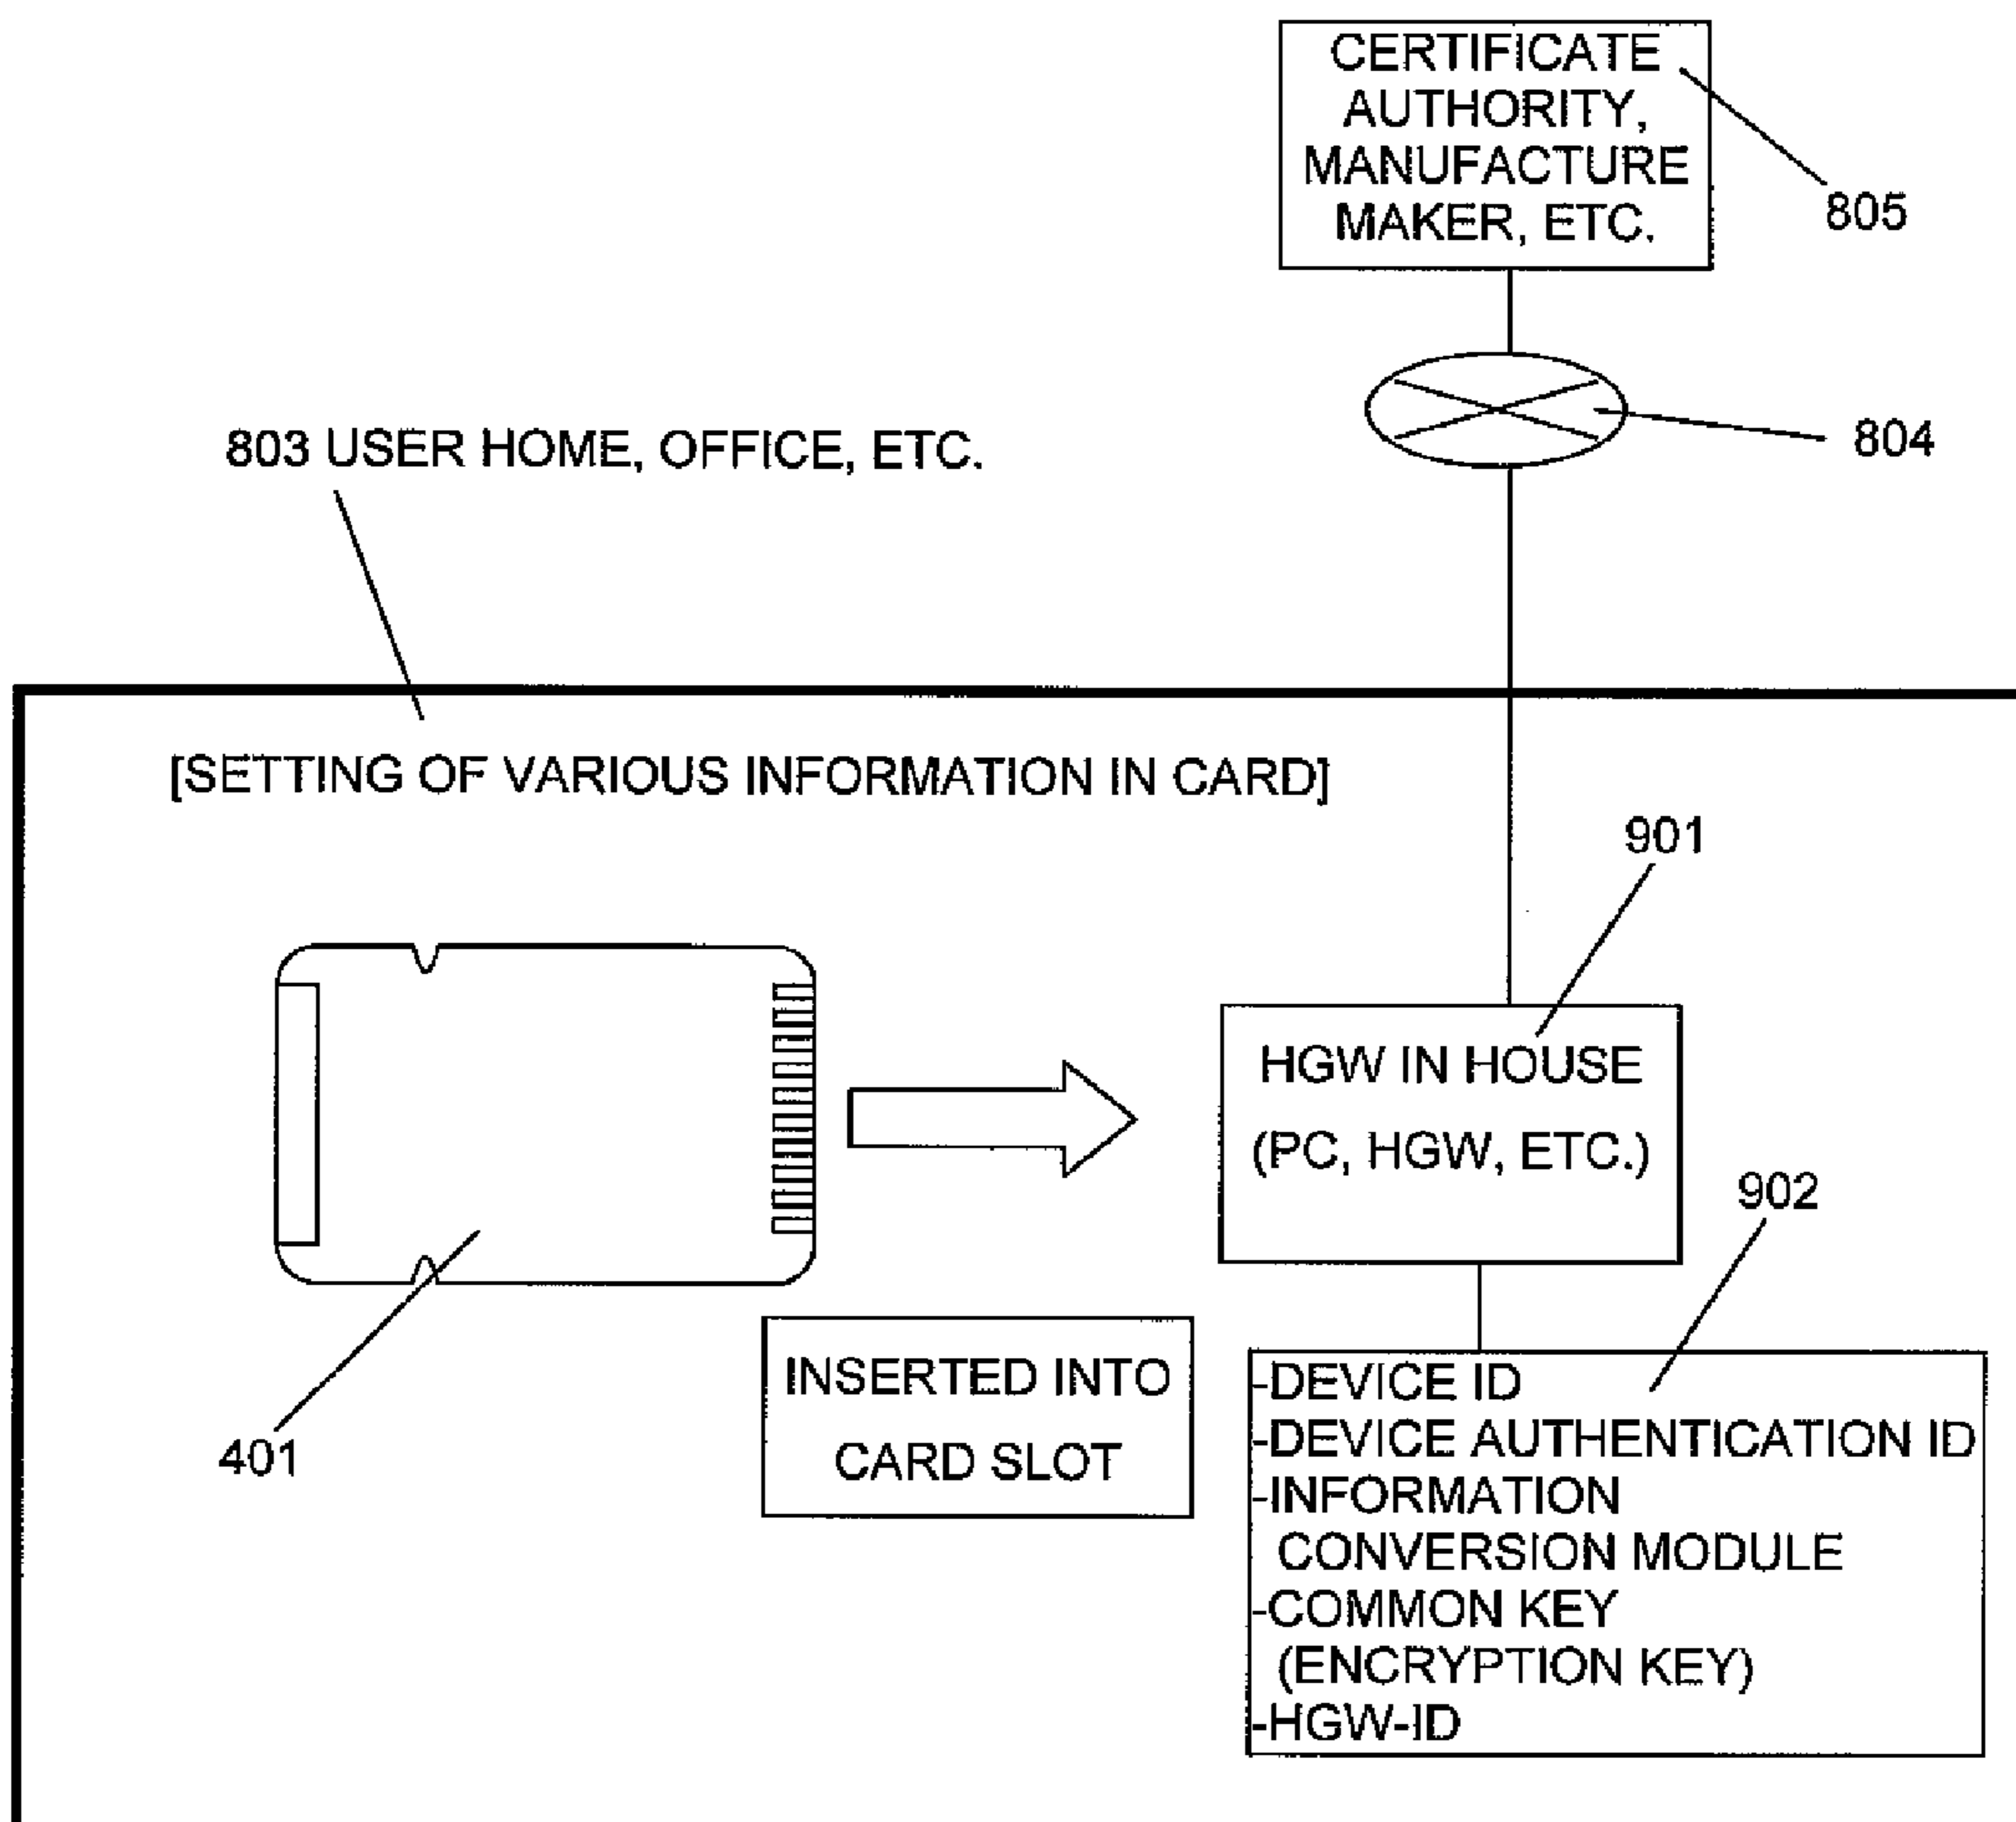 CERTIFICATE
AUTHORITY,
MANUFACTURE
MAKER, ETC.
805
804
803 USER HOME, OFFICE, ETC.
[SETTING OF VARIOUS INFORMATION IN CARD]
901
HGW IN HOUSE
(PC, HGW, ETC.)
902
401
INSERTED INTO
CARD SLOT
-DEVICE ID
-DEVICE AUTHENTICATION ID
-INFORMATION
CONVERSION MODULE
-COMMON KEY
(ENCRYPTION KEY)
-HGW-ID